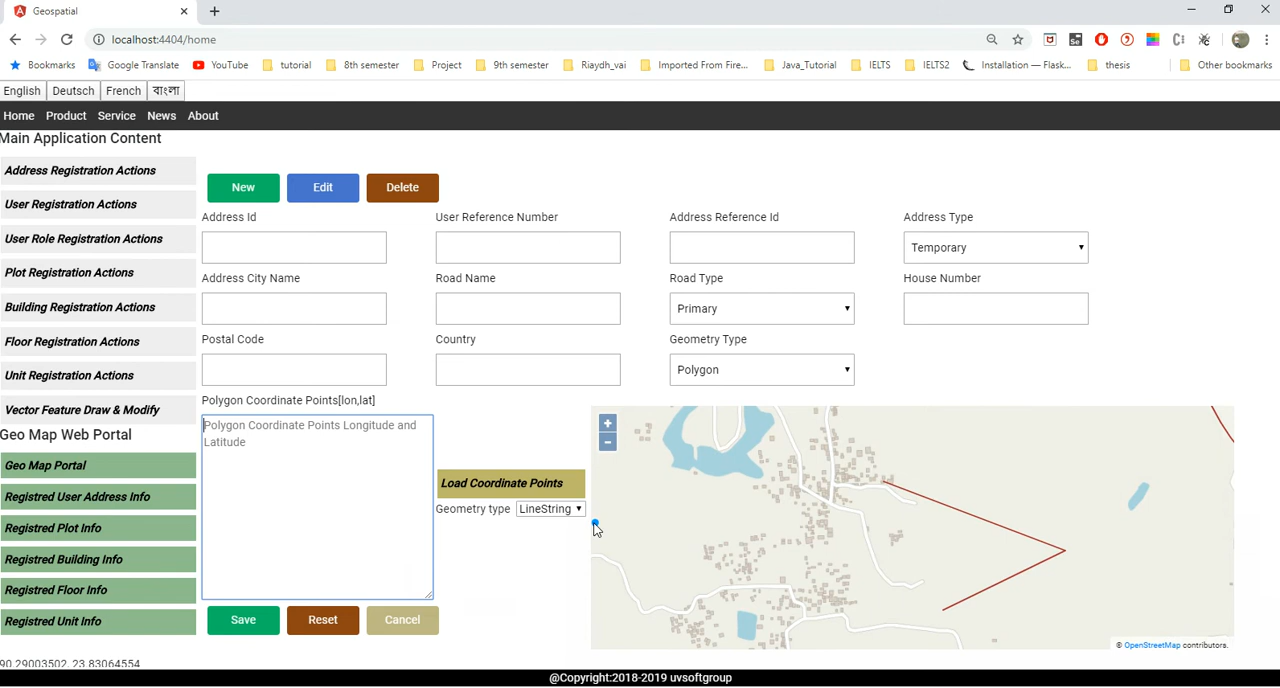 Geospatial
localhost:4404/home
Bookmarks Google Translate YouTube tutorial 8th semester Project 9th semester Riaydh_vai Imported From Fire... Java_Tutorial IELTS IELTS2 Installation — Flask... thesis Other bookmarks
English Deutsch French বাংলা
Home Product Service News About
Main Application Content
Address Registration Actions
User Registration Actions
User Role Registration Actions
Plot Registration Actions
Building Registration Actions
Floor Registration Actions
Unit Registration Actions
Vector Feature Draw & Modify
Geo Map Web Portal
Geo Map Portal
Registred User Address Info
Registred Plot Info
Registred Building Info
Registred Floor Info
Registred Unit Info
New Edit Delete
Address Id User Reference Number Address Reference Id Address Type
Temporary
Address City Name Road Name Road Type House Number
Primary
Postal Code Country Geometry Type
Polygon
Polygon Coordinate Points[lon,lat]
Polygon Coordinate Points Longitude and
Latitude
Load Coordinate Points
Geometry type LineString
+
−
© OpenStreetMap contributors.
Save Reset Cancel
90.29003502, 23.83064554
@Copyright:2018-2019 uvsoftgroup